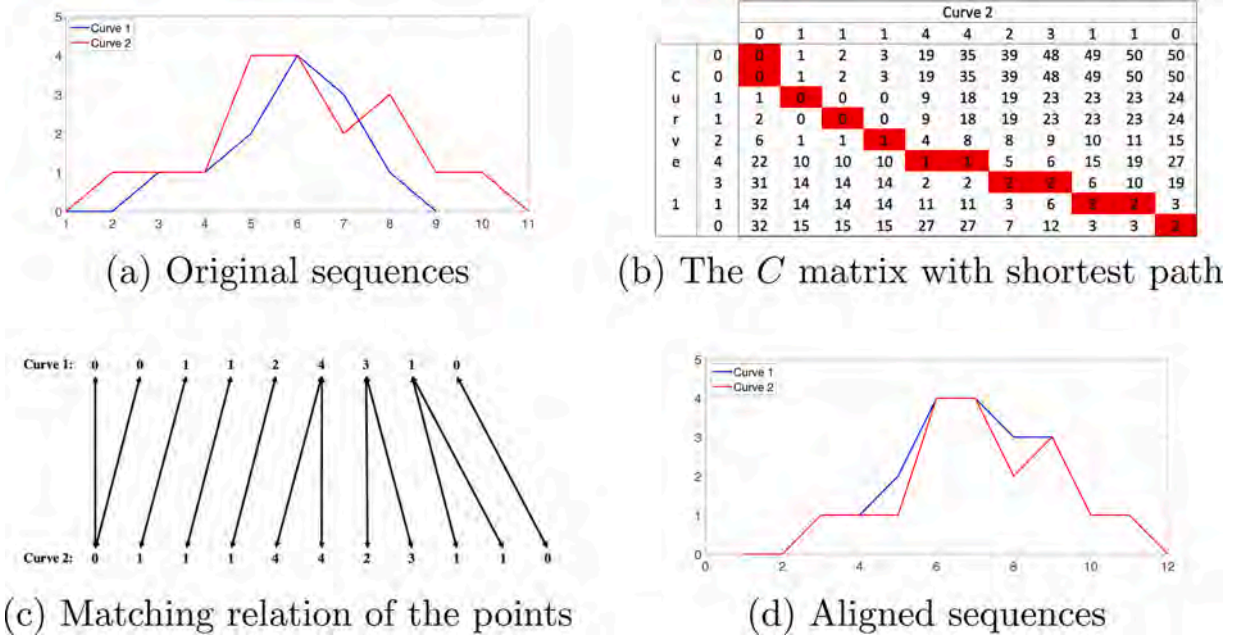 Curve 1
Curve 2
5
4
3
2
1
0
1 2 3 4 5 6 7 8 9 10 11
(a) Original sequences
Curve 2
0 1 1 1 4 4 2 3 1 1 0
0 0 1 2 3 19 35 39 48 49 50 50
C 0 0 1 2 3 19 35 39 48 49 50 50
u 1 1 0 0 0 9 18 19 23 23 23 24
r 1 2 0 0 0 9 18 19 23 23 23 24
v 2 6 1 1 1 4 8 8 9 10 11 15
e 4 22 10 10 10 1 1 5 6 15 19 27
3 31 14 14 14 2 2 2 2 6 10 19
1 1 32 14 14 14 11 11 3 6 2 2 3
0 32 15 15 15 27 27 7 12 3 3 2
(b) The C matrix with shortest path
Curve 1: 0 0 1 1 2 4 3 1 0
Curve 2: 0 1 1 1 4 4 2 3 1 1 0
(c) Matching relation of the points
Curve 1
Curve 2
5
4
3
2
1
0
0 2 4 6 8 10 12
(d) Aligned sequences